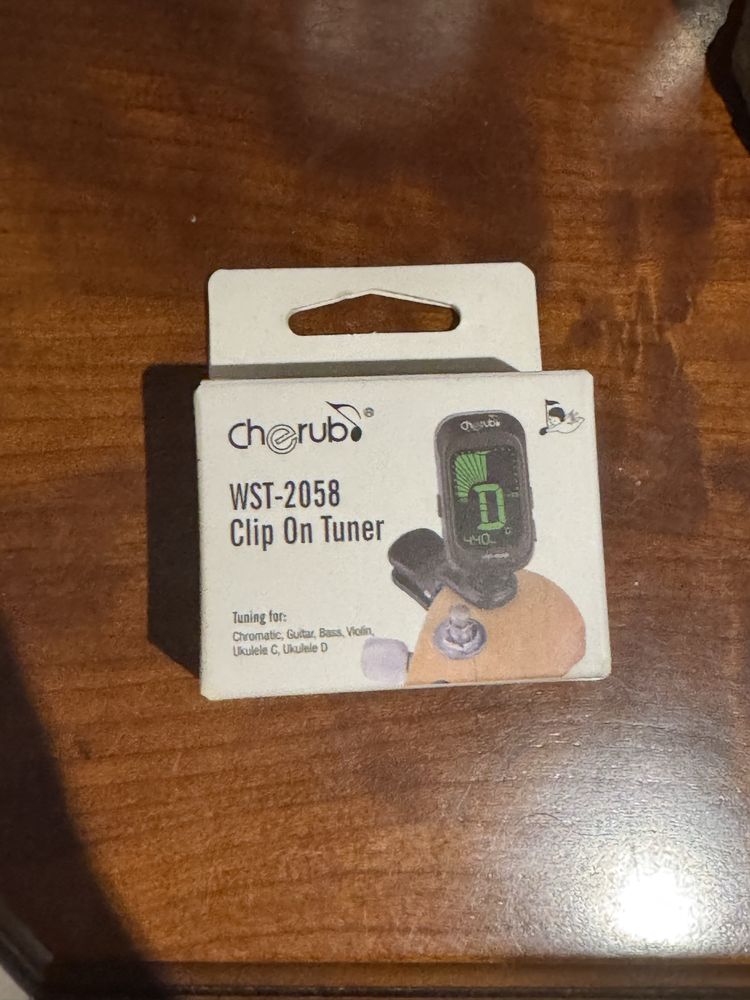 Cherub®
WST-2058
Clip On Tuner
Tuning for:
Chromatic, Guitar, Bass, Violin,
Ukulele C, Ukulele D
Cherub
D
440